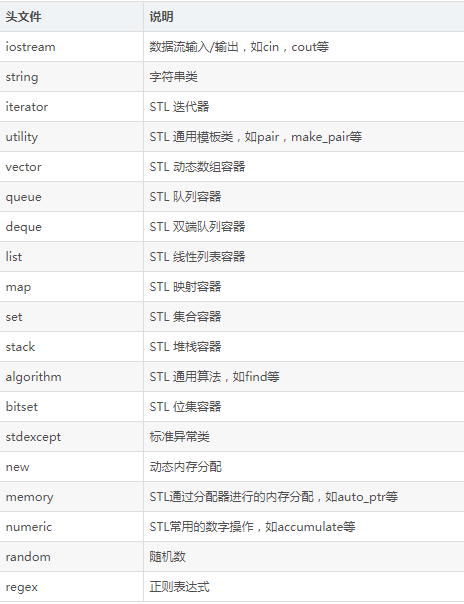 头文件 说明
iostream 数据流输入/输出，如cin，cout等
string 字符串类
iterator STL 迭代器
utility STL 通用模板类，如pair，make_pair等
vector STL 动态数组容器
queue STL 队列容器
deque STL 双端队列容器
list STL 线性列表容器
map STL 映射容器
set STL 集合容器
stack STL 堆栈容器
algorithm STL 通用算法，如find等
bitset STL 位集容器
stdexcept 标准异常类
new 动态内存分配
memory STL通过分配器进行的内存分配，如auto_ptr等
numeric STL常用的数字操作，如accumulate等
random 随机数
regex 正则表达式